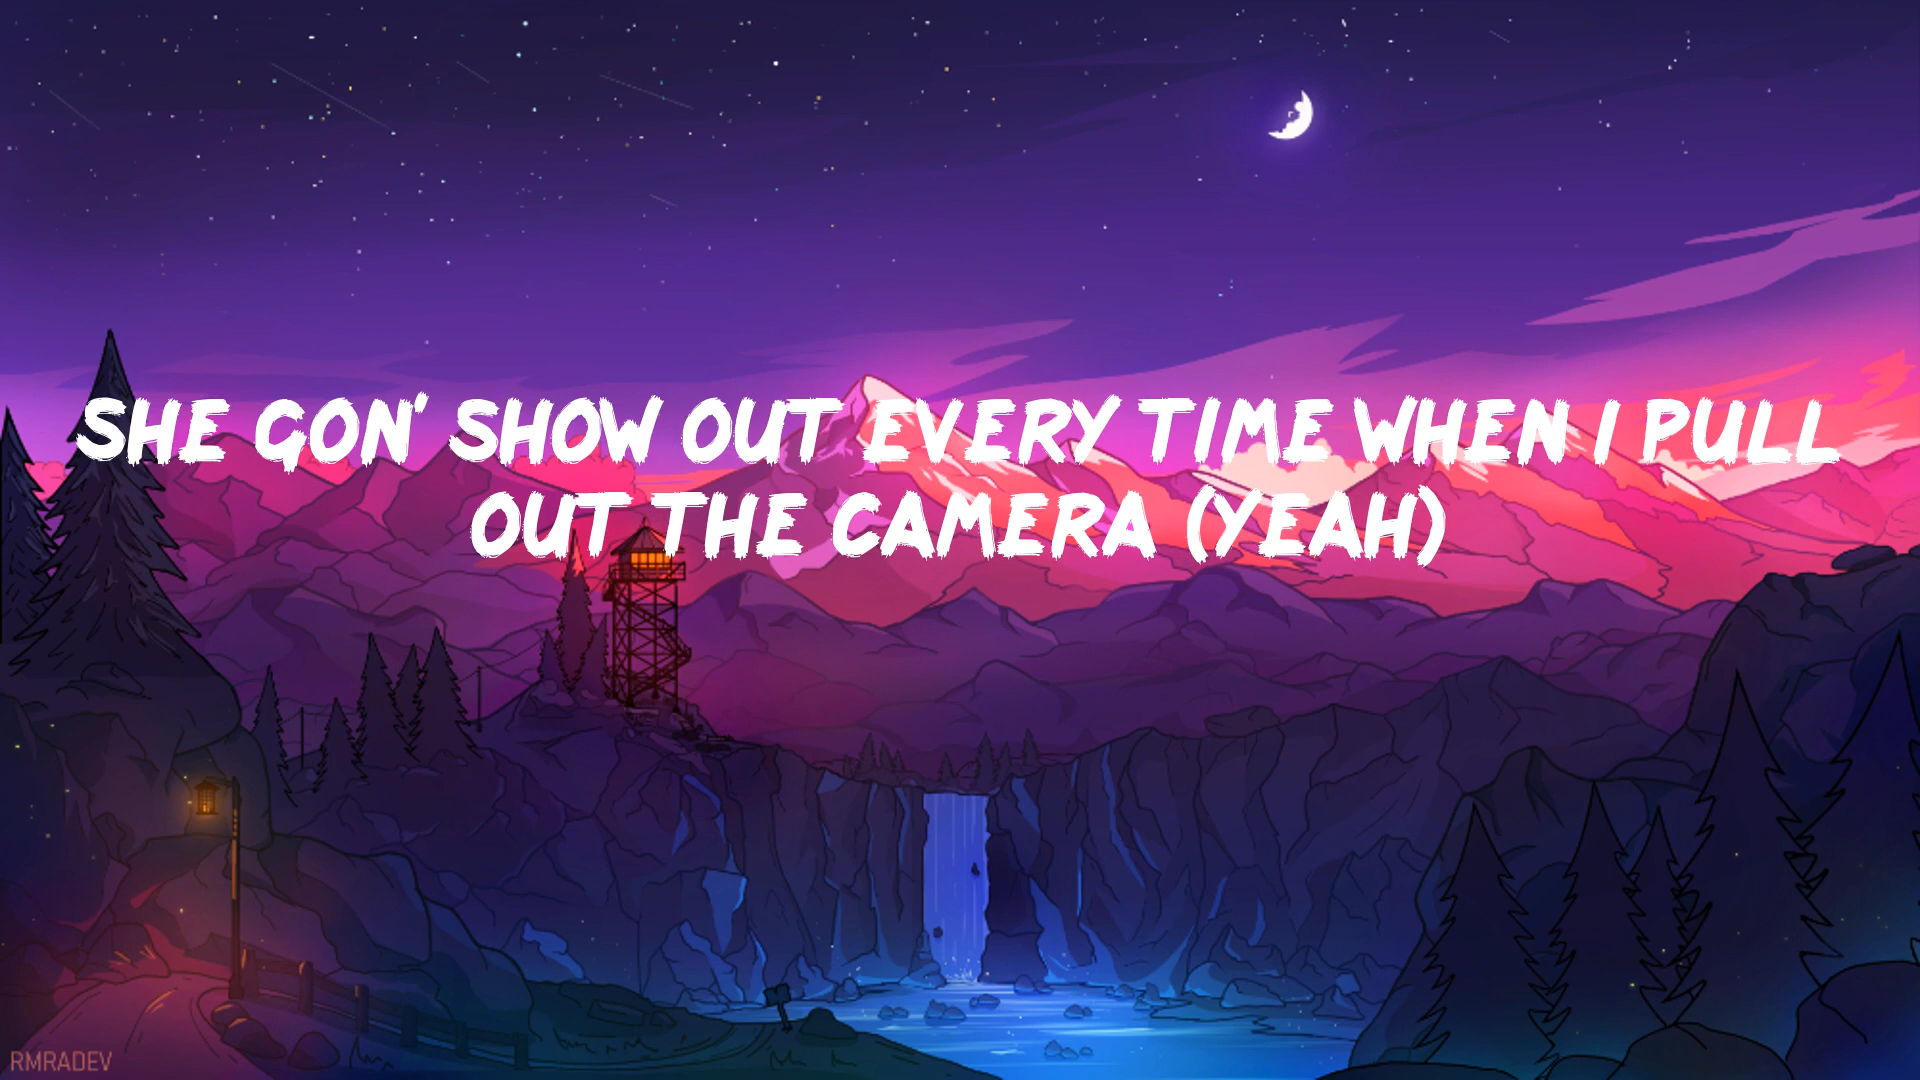 SHE GON' SHOW OUT EVERY TIME WHEN I PULL
OUT THE CAMERA (YEAH)
RMRADEV